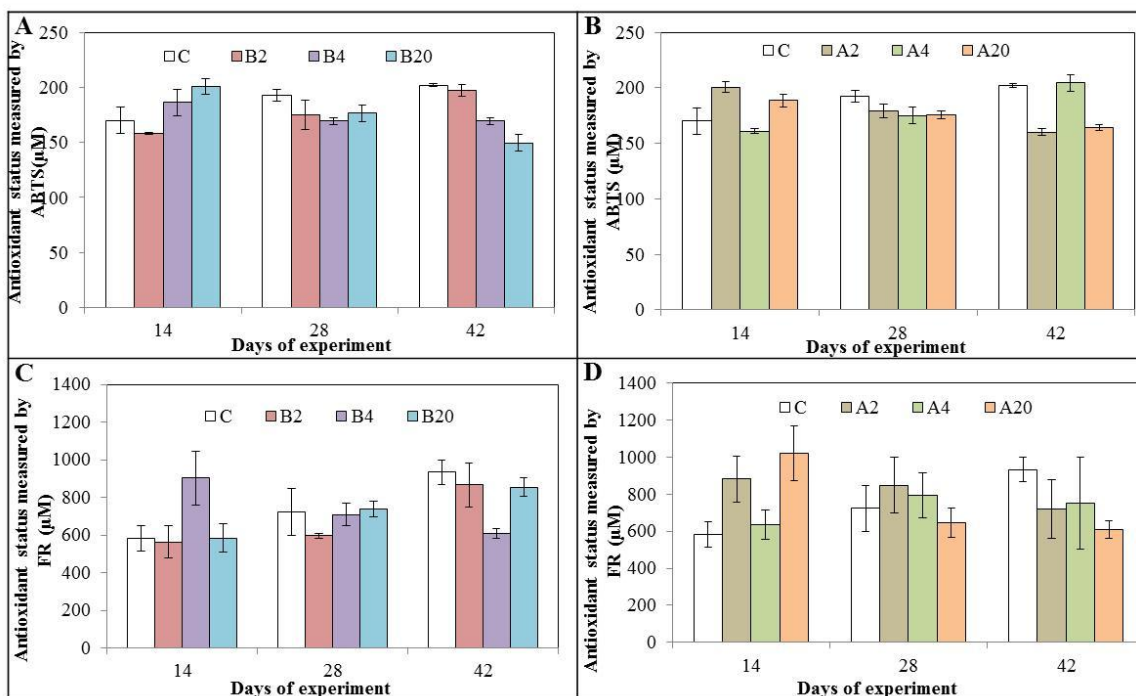 A
Antioxidant status measured by
ABTS(µM)
250
200
150
100
50
0
C B2 B4 B20
14 28 42
Days of experiment
B
Antioxidant status measured by
ABTS (µM)
250
200
150
100
50
0
C A2 A4 A20
14 28 42
Days of experiment
C
Antioxidant status measured by
FR (µM)
1400
1200
1000
800
600
400
200
0
C B2 B4 B20
14 28 42
Days of experiment
D
Antioxidant status measured by
FR (µM)
1400
1200
1000
800
600
400
200
0
C A2 A4 A20
14 28 42
Days of experiment